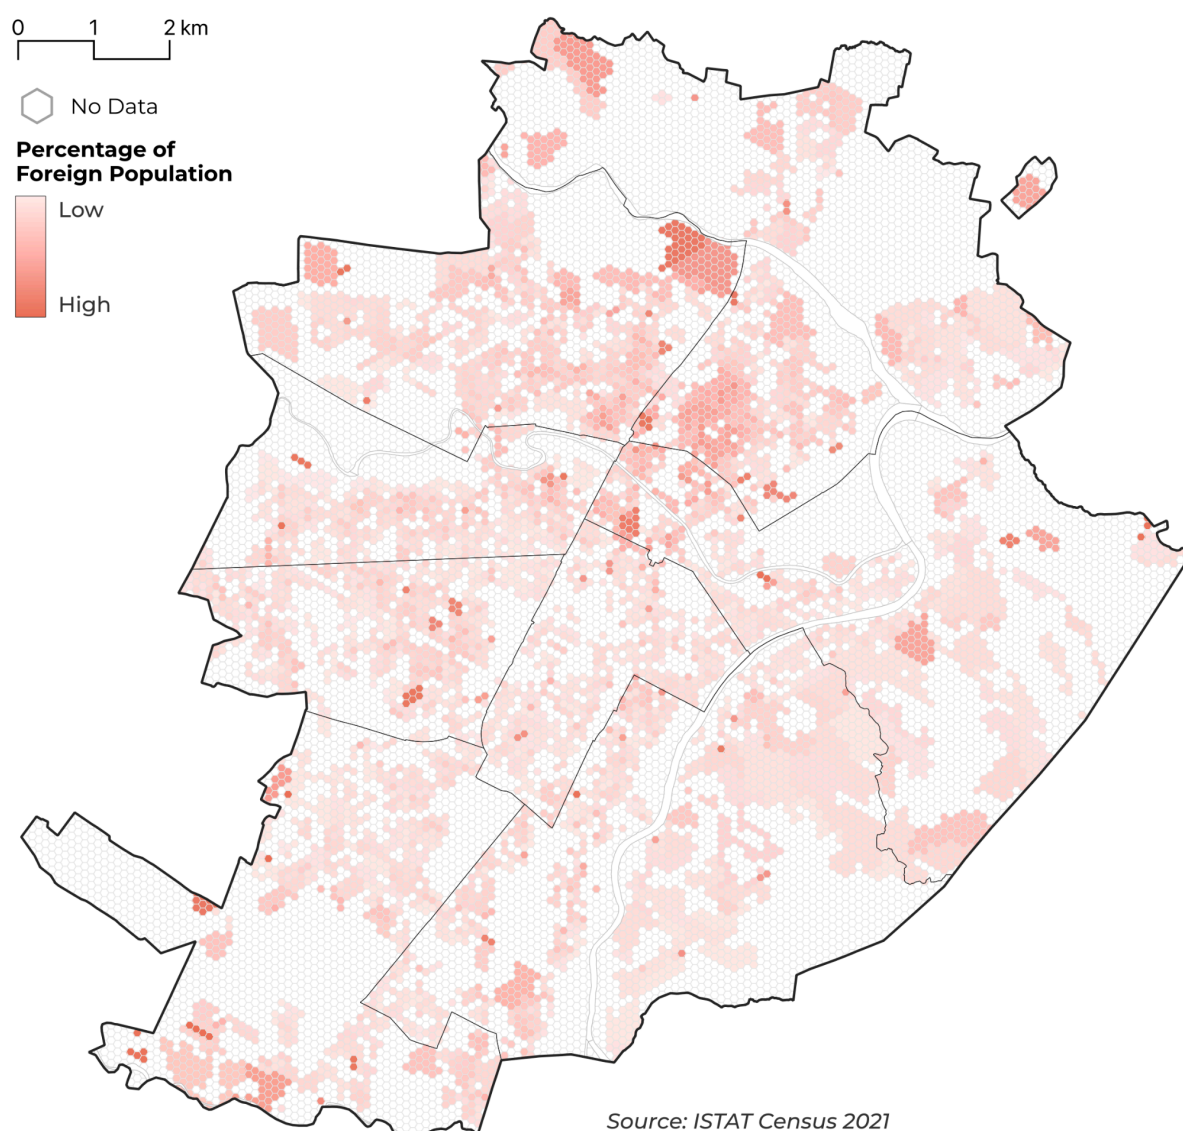 0 1 2 km
No Data
Percentage of
Foreign Population
Low
High
Source: ISTAT Census 2021